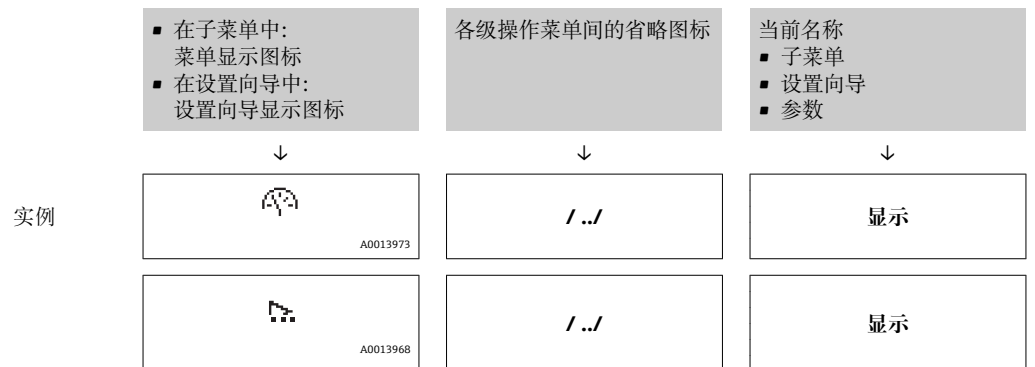 ▪ 在子菜单中:
菜单显示图标
▪ 在设置向导中:
设置向导显示图标
各级操作菜单间的省略图标
当前名称
▪ 子菜单
▪ 设置向导
▪ 参数
↓ ↓ ↓
实例
A0013973
/ ../
显示
A0013968
/ ../
显示